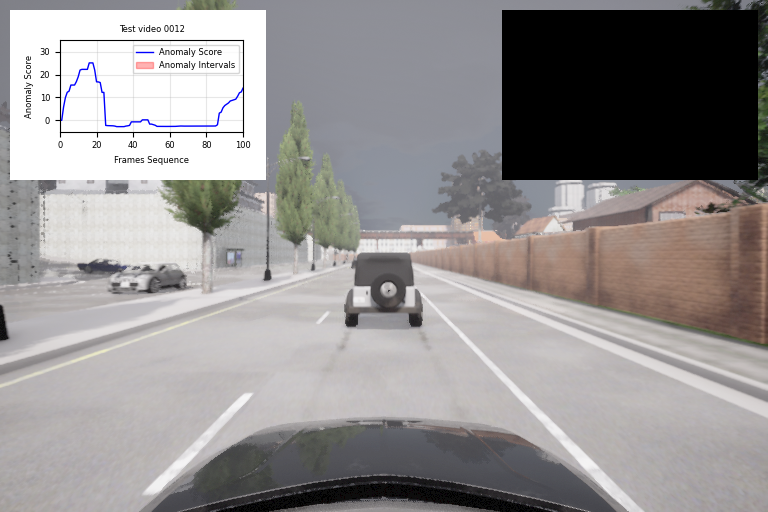 Test video 0012
Anomaly Score
Anomaly Intervals
Anomaly Score
30
20
10
0
0 20 40 60 80 100
Frames Sequence